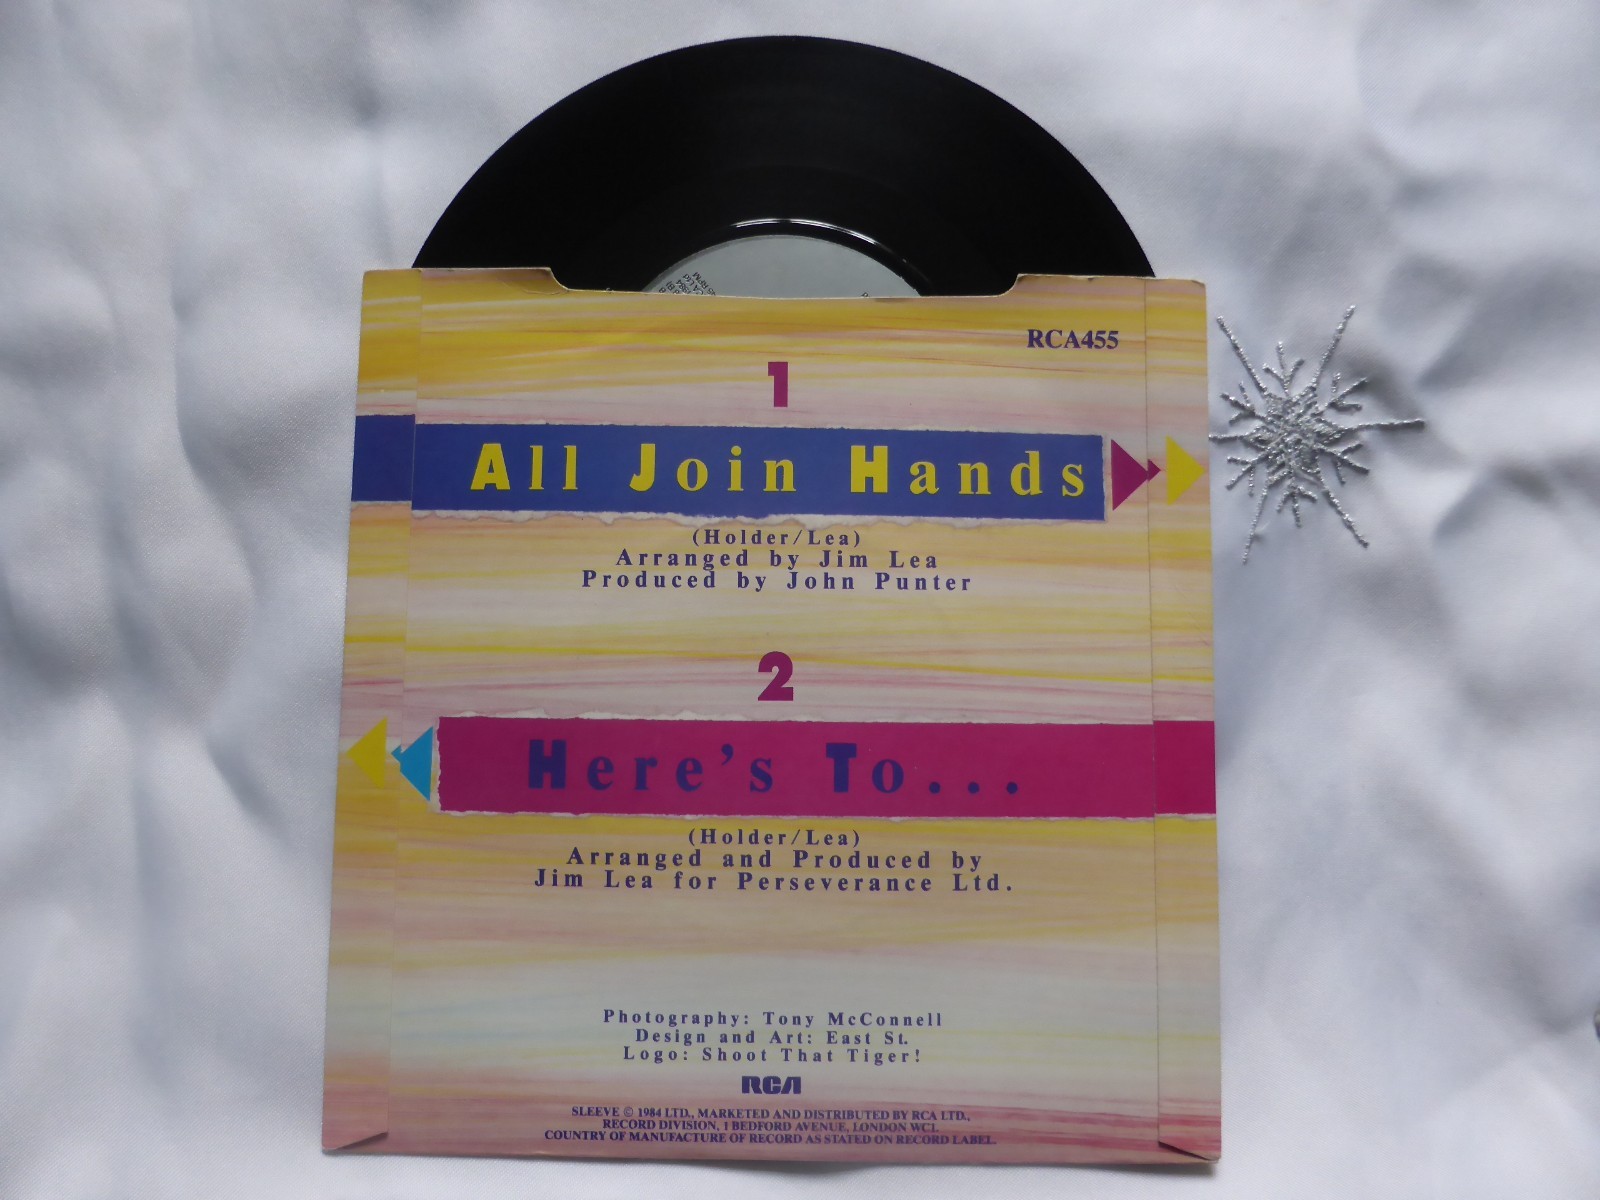 45 RPM
RCA455
1
All Join Hands
(Holder/Lea)
Arranged by Jim Lea
Produced by John Punter
2
Here's To...
(Holder/Lea)
Arranged and Produced by
Jim Lea for Perseverance Ltd.
Photography: Tony McConnell
Design and Art: East St.
Logo: Shoot That Tiger!
RCA
SLEEVE © 1984 LTD., MARKETED AND DISTRIBUTED BY RCA LTD.,
RECORD DIVISION, 1 BEDFORD AVENUE, LONDON WC1.
COUNTRY OF MANUFACTURE OF RECORD AS STATED ON RECORD LABEL.